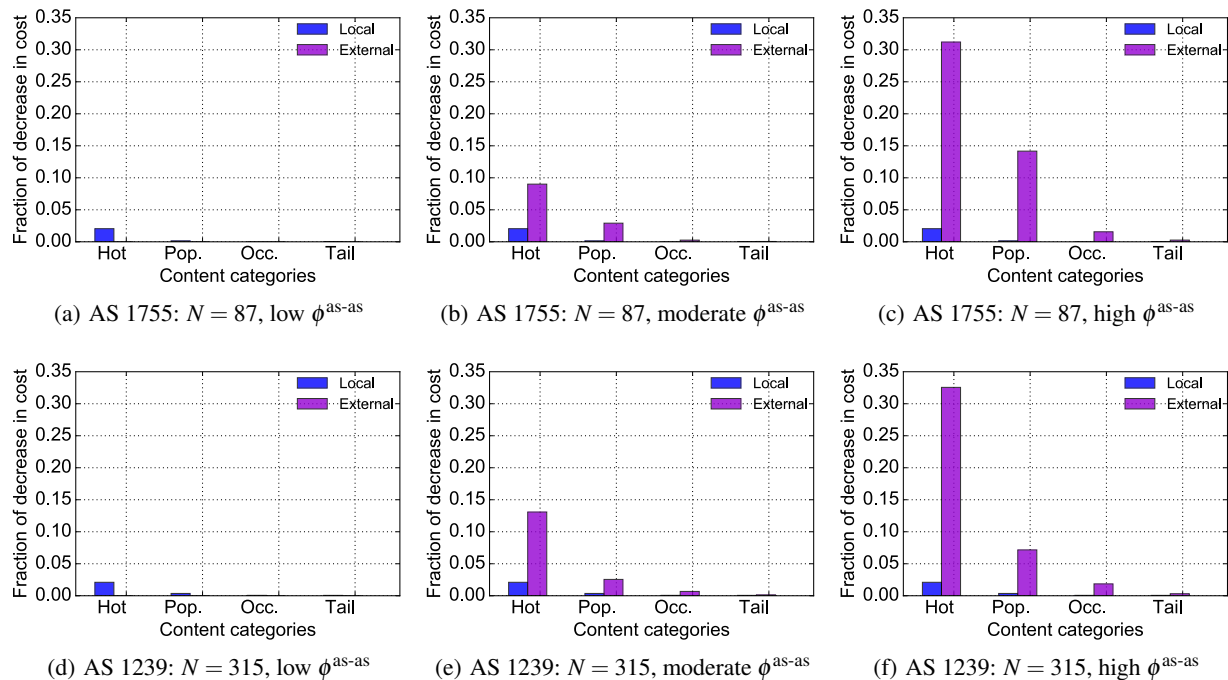 0.35
0.30
0.25
0.20
0.15
0.10
0.05
0.00
Fraction of decrease in cost
Local
External
Hot Pop. Occ. Tail
Content categories
(a) AS 1755: N = 87, low ϕ^as-as
0.35
0.30
0.25
0.20
0.15
0.10
0.05
0.00
Fraction of decrease in cost
Local
External
Hot Pop. Occ. Tail
Content categories
(b) AS 1755: N = 87, moderate ϕ^as-as
0.35
0.30
0.25
0.20
0.15
0.10
0.05
0.00
Fraction of decrease in cost
Local
External
Hot Pop. Occ. Tail
Content categories
(c) AS 1755: N = 87, high ϕ^as-as
0.35
0.30
0.25
0.20
0.15
0.10
0.05
0.00
Fraction of decrease in cost
Local
External
Hot Pop. Occ. Tail
Content categories
(d) AS 1239: N = 315, low ϕ^as-as
0.35
0.30
0.25
0.20
0.15
0.10
0.05
0.00
Fraction of decrease in cost
Local
External
Hot Pop. Occ. Tail
Content categories
(e) AS 1239: N = 315, moderate ϕ^as-as
0.35
0.30
0.25
0.20
0.15
0.10
0.05
0.00
Fraction of decrease in cost
Local
External
Hot Pop. Occ. Tail
Content categories
(f) AS 1239: N = 315, high ϕ^as-as